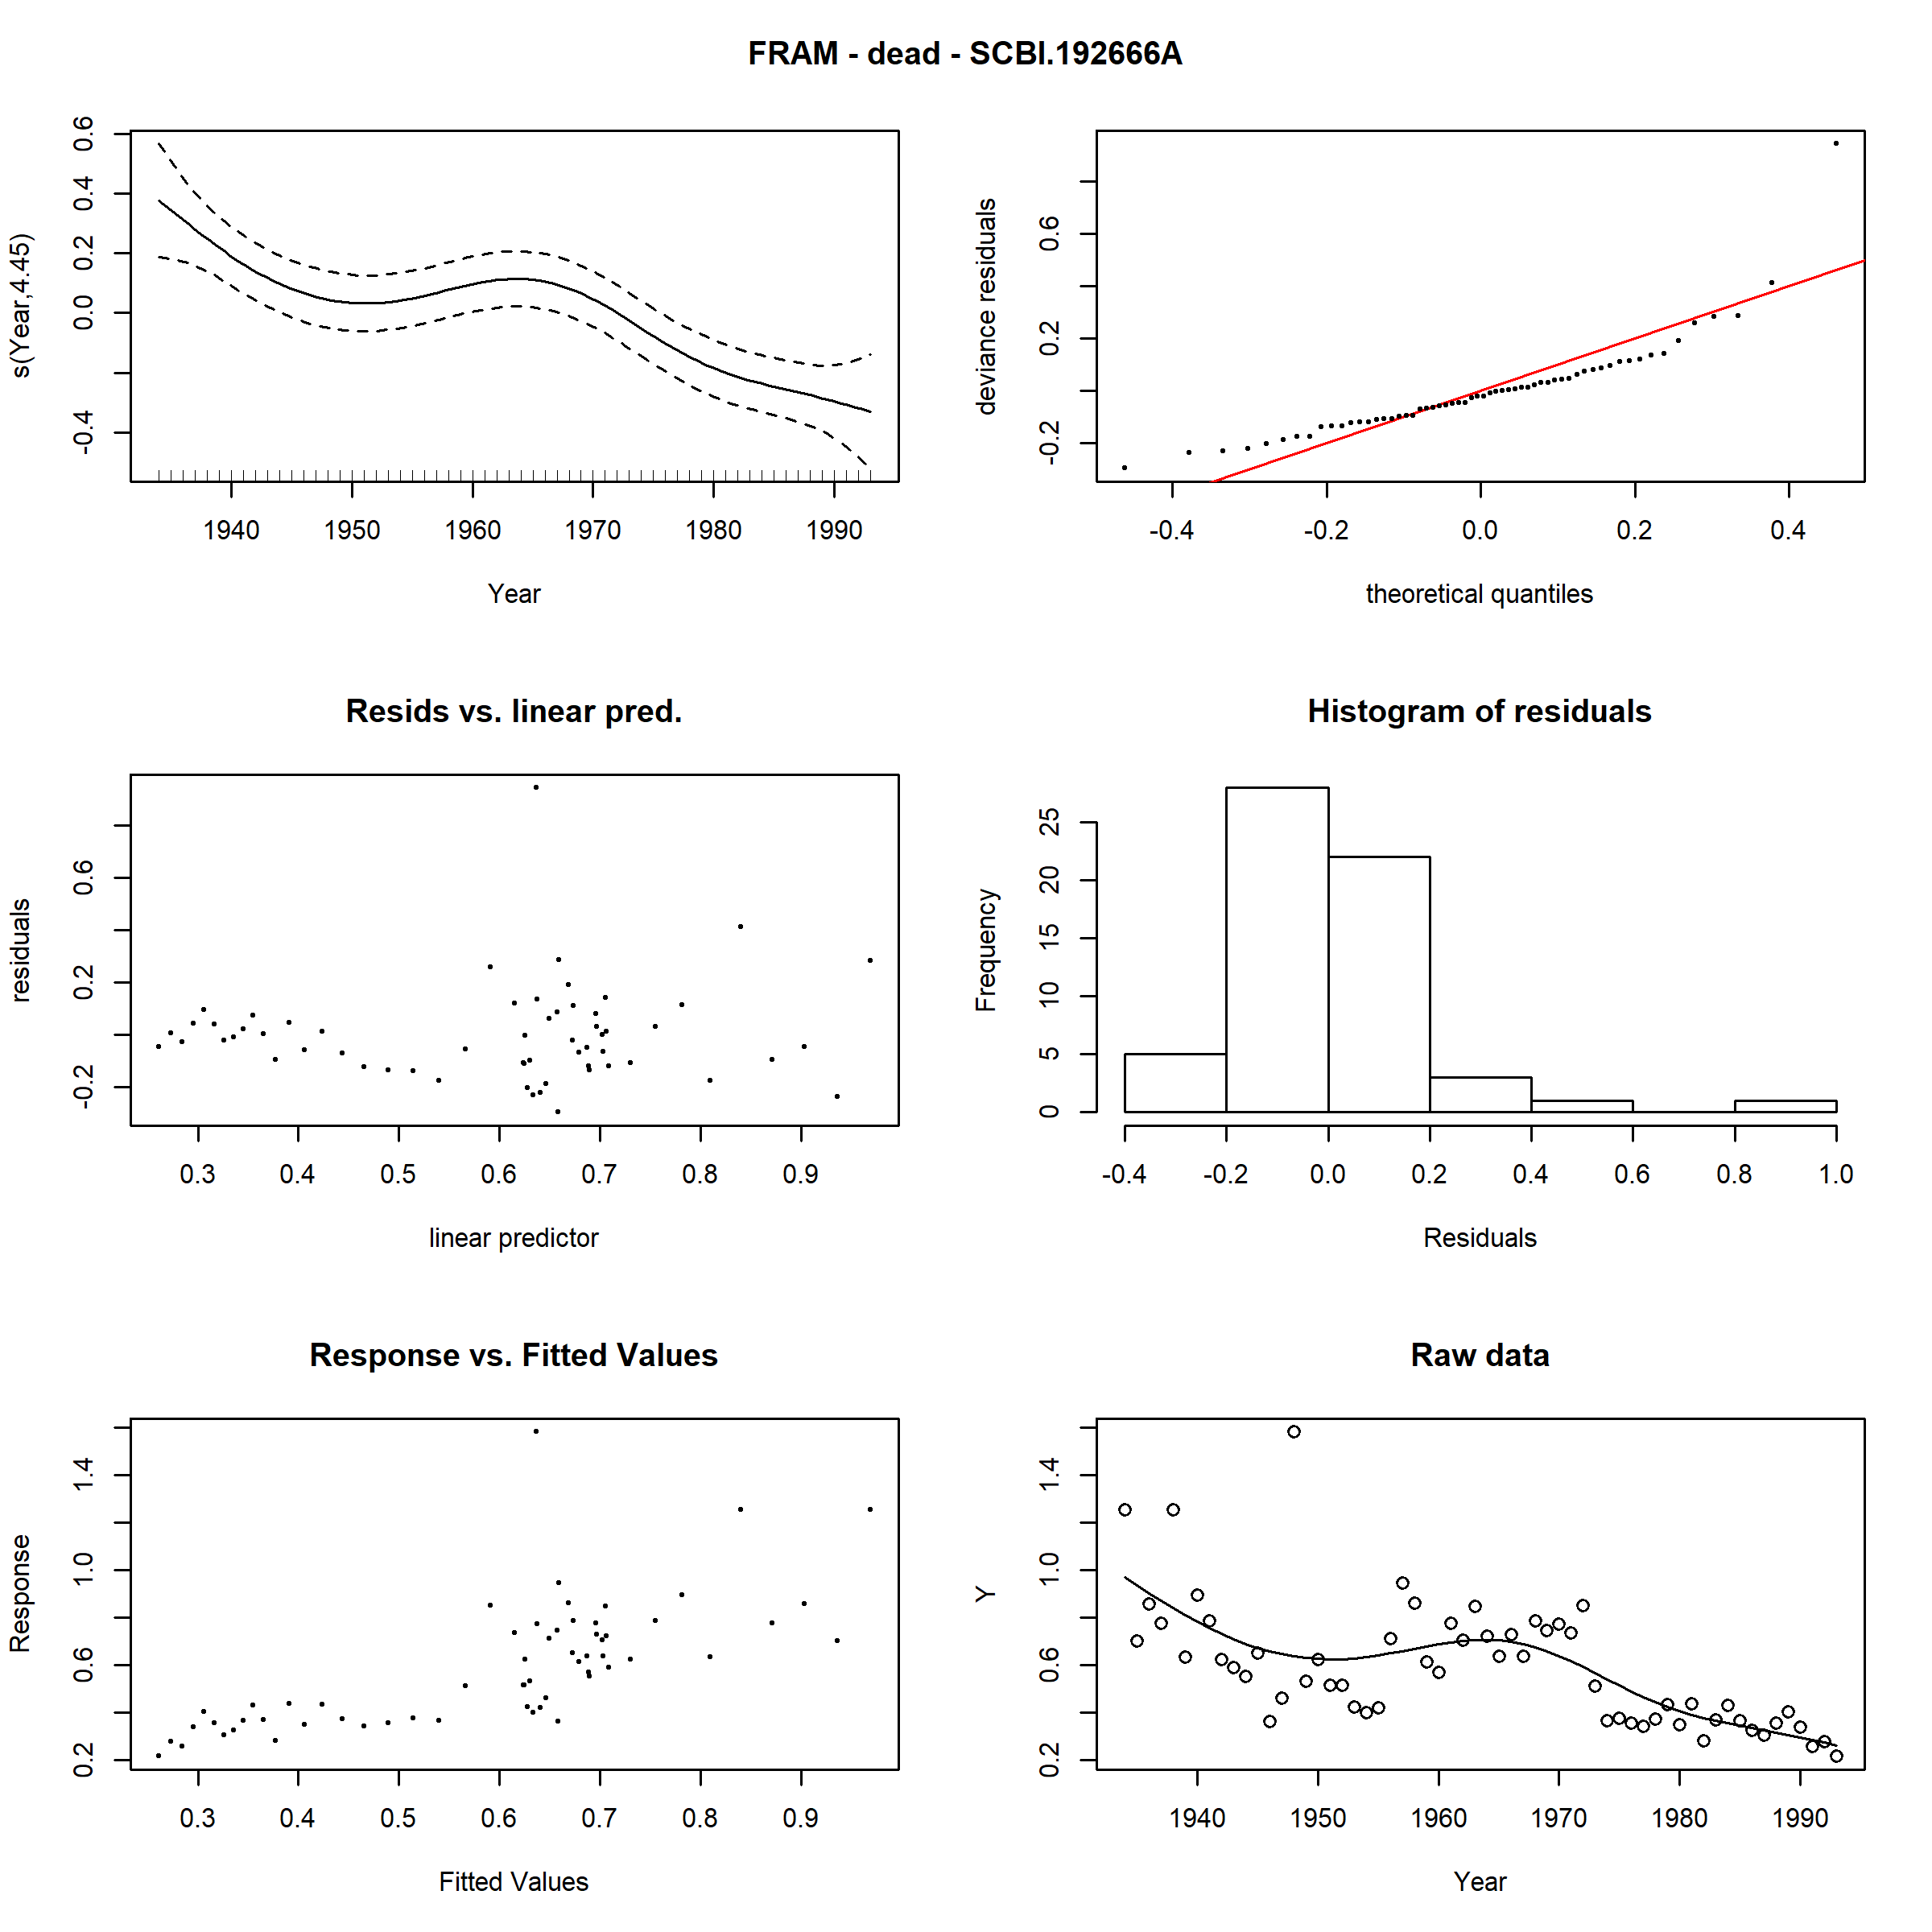 FRAM - dead - SCBI.192666A
s(Year,4.45)
-0.4 0.0 0.2 0.4 0.6
1940 1950 1960 1970 1980 1990
Year
deviance residuals
-0.2 0.2 0.6
-0.4 -0.2 0.0 0.2 0.4
theoretical quantiles
Resids vs. linear pred.
residuals
-0.2 0.2 0.6
0.3 0.4 0.5 0.6 0.7 0.8 0.9
linear predictor
Histogram of residuals
Frequency
0 5 10 15 20 25
-0.4 -0.2 0.0 0.2 0.4 0.6 0.8 1.0
Residuals
Response vs. Fitted Values
Response
0.2 0.6 1.0 1.4
0.3 0.4 0.5 0.6 0.7 0.8 0.9
Fitted Values
Raw data
Y
0.2 0.6 1.0 1.4
1940 1950 1960 1970 1980 1990
Year